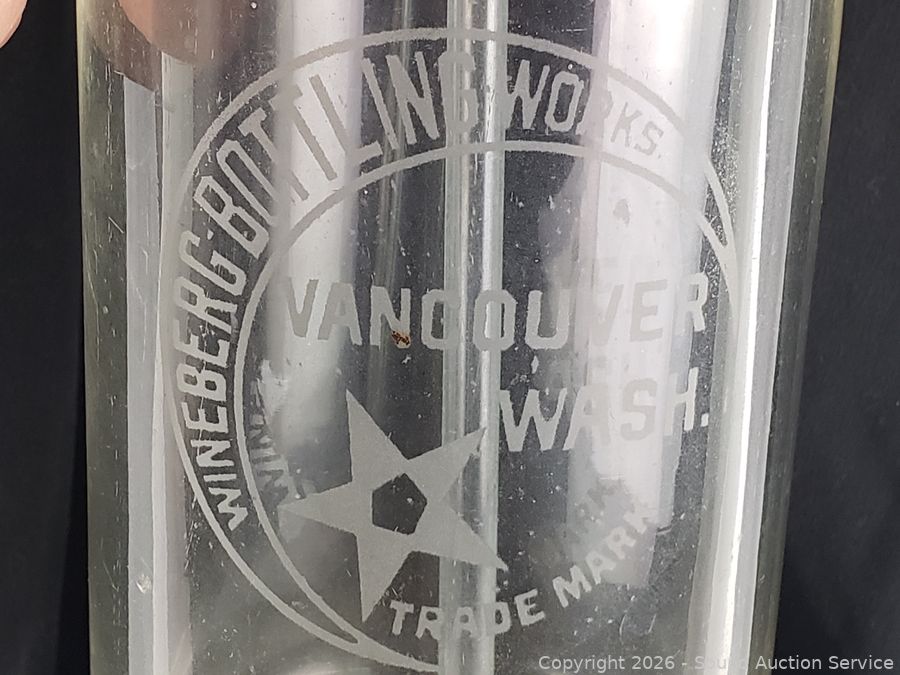 WINEBERG BOTTLING WORKS.
VANCOUVER
WASH.
TRADE MARK
Copyright 2026 - Sound Auction Service